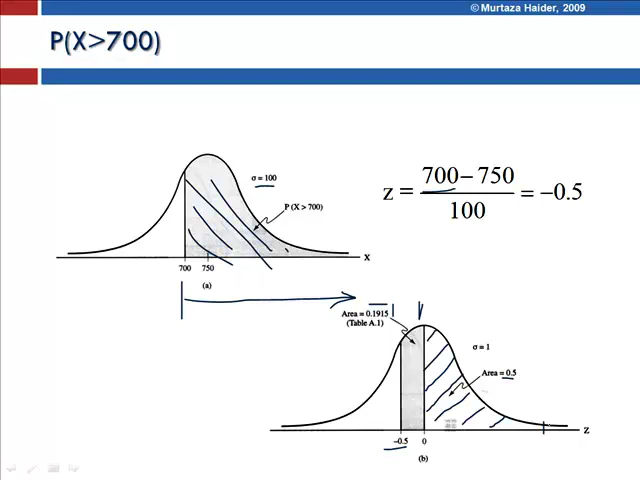 © Murtaza Haider, 2009
P(X>700)
σ = 100
P (X > 700)
z = 700 − 750 / 100 = −0.5
700 750
X
(a)
Area = 0.1915
(Table A.1)
σ = 1
Area = 0.5
−0.5 0
Z
(b)